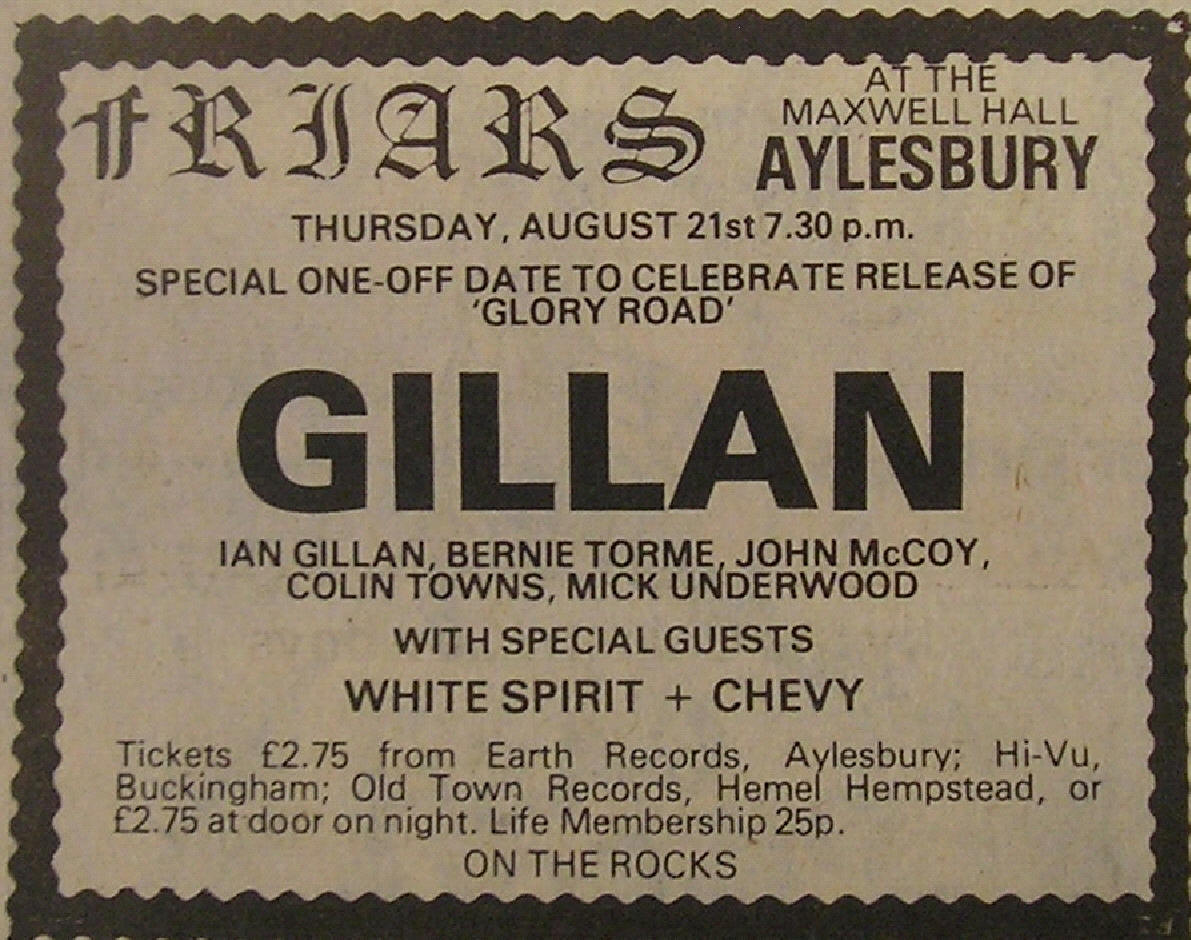 fRIARS
AT THE
MAXWELL HALL
AYLESBURY
THURSDAY, AUGUST 21st 7.30 p.m.
SPECIAL ONE-OFF DATE TO CELEBRATE RELEASE OF
'GLORY ROAD'
GILLAN
IAN GILLAN, BERNIE TORME, JOHN McCOY,
COLIN TOWNS, MICK UNDERWOOD
WITH SPECIAL GUESTS
WHITE SPIRIT + CHEVY
Tickets £2.75 from Earth Records, Aylesbury; Hi-Vu,
Buckingham; Old Town Records, Hemel Hempstead, or
£2.75 at door on night. Life Membership 25p.
ON THE ROCKS